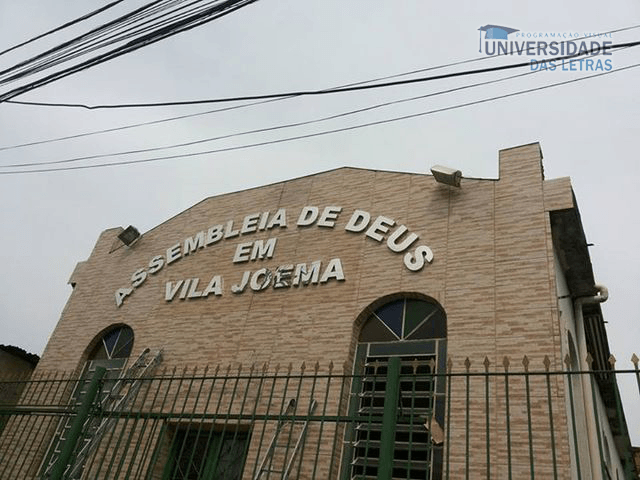 PROGRAMAÇÃO VISUAL
UNIVERSIDADE
DAS LETRAS
ASSEMBLEIA DE DEUS
EM
VILA JOEMA